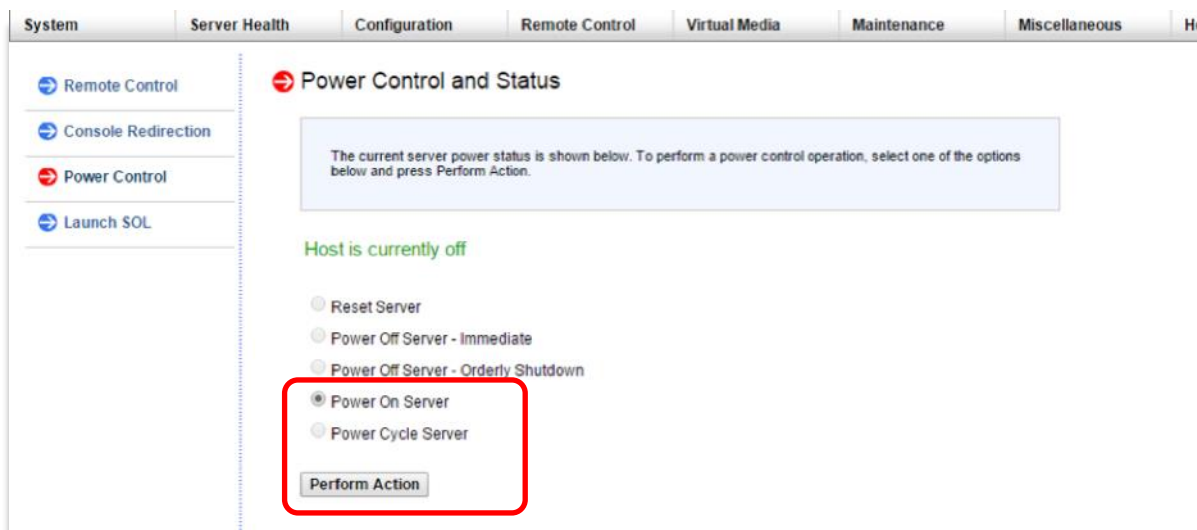 System Server Health Configuration Remote Control Virtual Media Maintenance Miscellaneous
Remote Control
Console Redirection
Power Control
Launch SOL
Power Control and Status
The current server power status is shown below. To perform a power control operation, select one of the options
below and press Perform Action.
Host is currently off
Reset Server
Power Off Server - Immediate
Power Off Server - Orderly Shutdown
Power On Server
Power Cycle Server
Perform Action